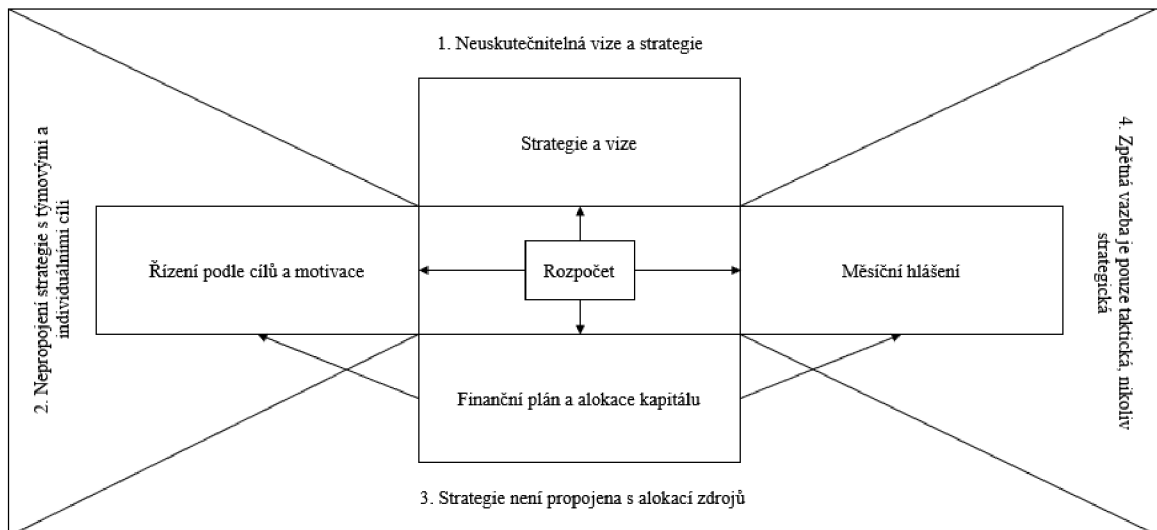 1. Neuskutečnitelná vize a strategie
Strategie a vize
2. Nepropojení strategie s týmovými a
individuálními cíli
Řízení podle cílů a motivace
Rozpočet
Měsíční hlášení
4. Zpětná vazba je pouze taktická, nikoliv
strategická
Finanční plán a alokace kapitálu
3. Strategie není propojena s alokací zdrojů